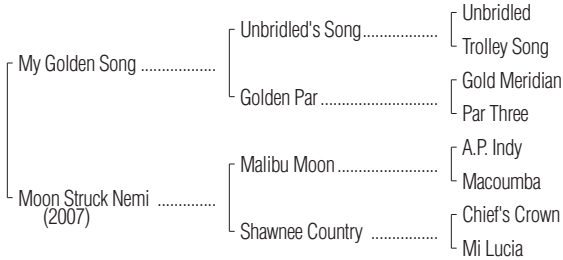 Unbridled
Unbridled's Song..................
Trolley Song
My Golden Song .................
Gold Meridian
Golden Par ...........................
Par Three
A.P. Indy
Malibu Moon .......................
Macoumba
Moon Struck Nemi .............
(2007)
Chief's Crown
Shawnee Country ...............
Mi Lucia